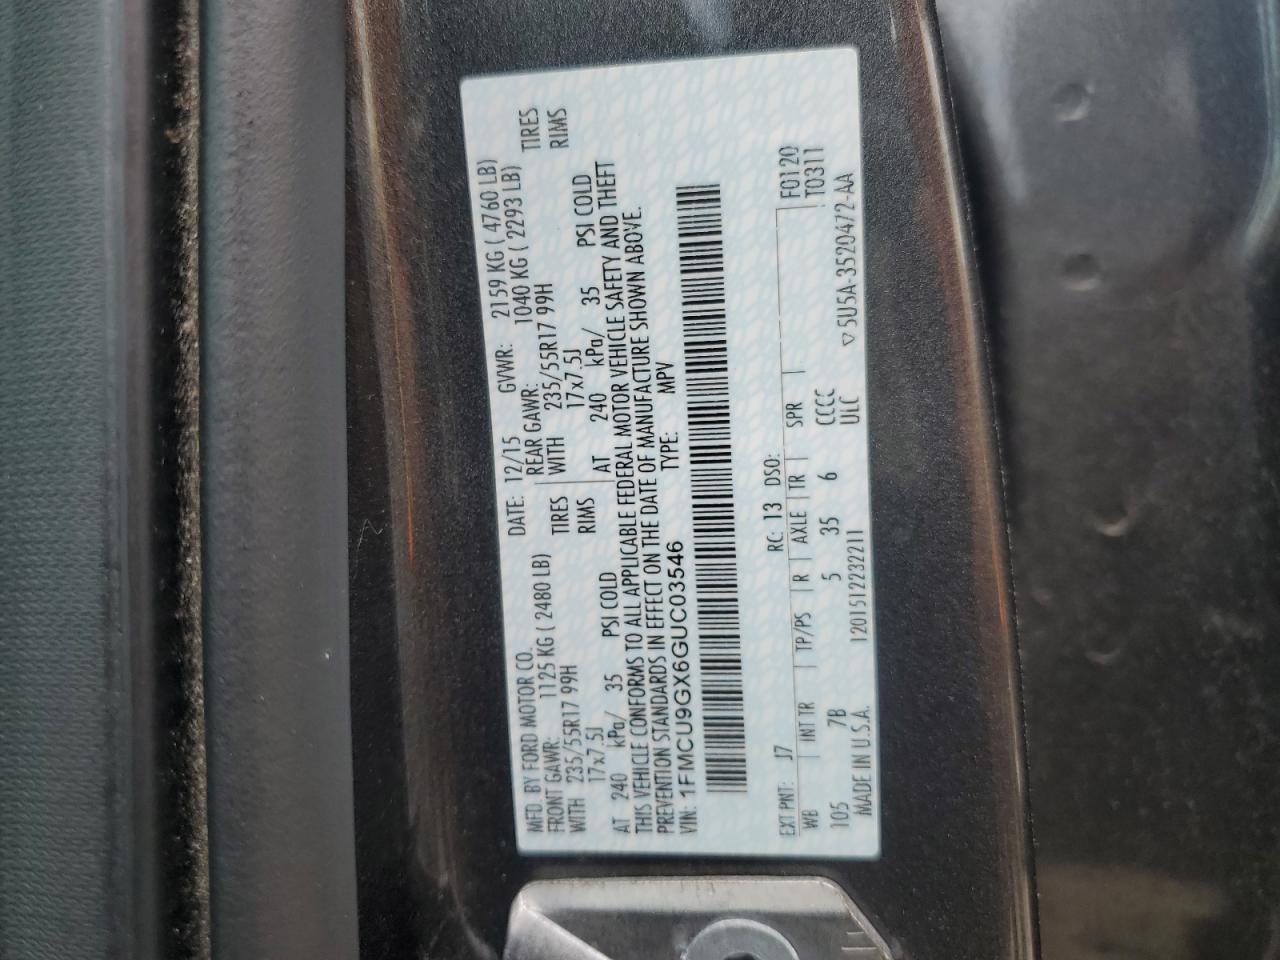 MFD. BY FORD MOTOR CO. DATE: 12/15 GVWR: 2159 KG ( 4760 LB)
FRONT GAWR: 1125 KG ( 2480 LB) REAR GAWR: 1040 KG ( 2293 LB)
WITH 235/55R17 99H TIRES WITH 235/55R17 99H TIRES
17x7.5J RIMS 17x7.5J RIMS
AT 240 kPa/ 35 PSI COLD AT 240 kPa/ 35 PSI COLD
THIS VEHICLE CONFORMS TO ALL APPLICABLE FEDERAL MOTOR VEHICLE SAFETY AND THEFT
PREVENTION STANDARDS IN EFFECT ON THE DATE OF MANUFACTURE SHOWN ABOVE.
VIN: 1FMCU9GX6GUC03546 TYPE: MPV
EXT PNT: J7 RC: 13 DSO: F0120
WB INT TR TP/PS R AXLE TR SPR T0311
105 7B 5 35 6 CCCC
MADE IN U.S.A. 1201512232211 ULC ▽ 5U5A-3520472-AA